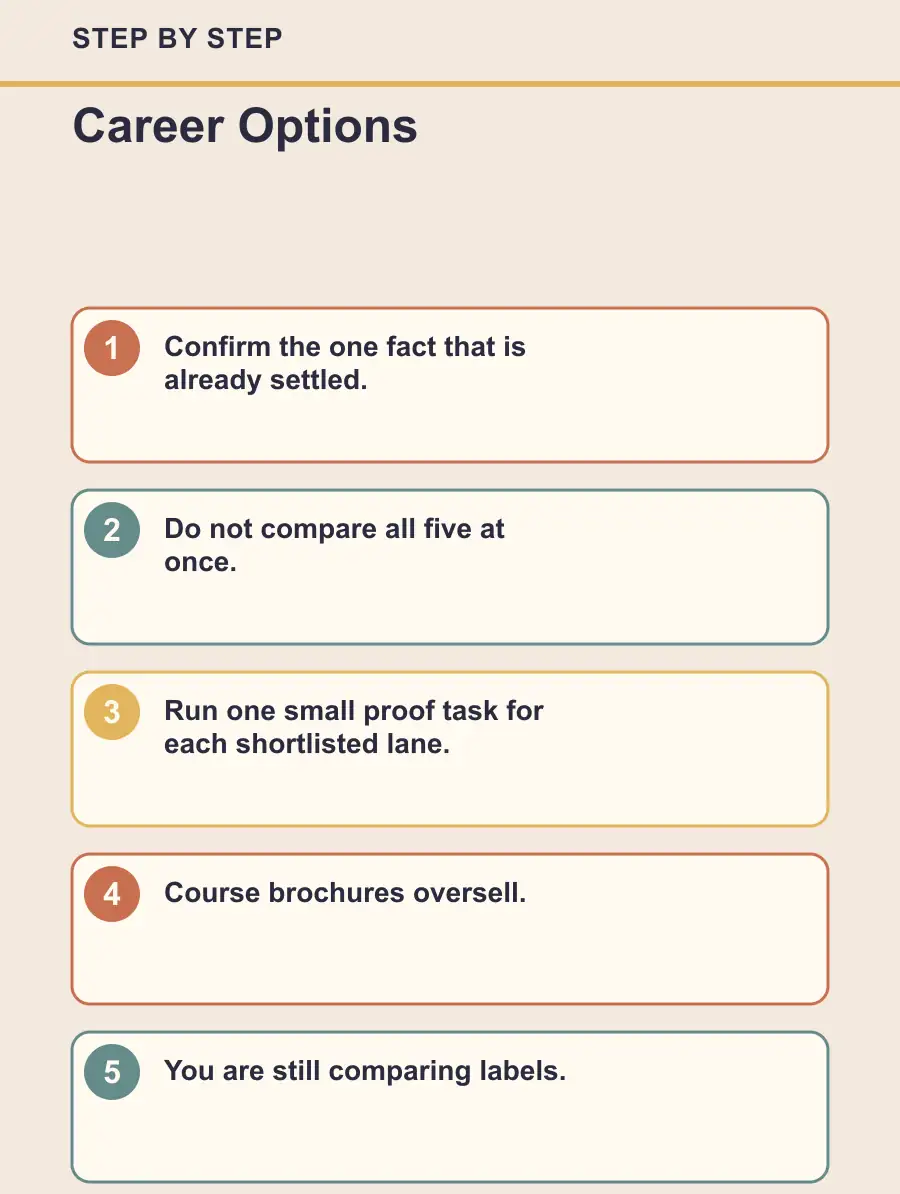 STEP BY STEP
Career Options
1
Confirm the one fact that is
already settled.
2
Do not compare all five at
once.
3
Run one small proof task for
each shortlisted lane.
4
Course brochures oversell.
5
You are still comparing labels.